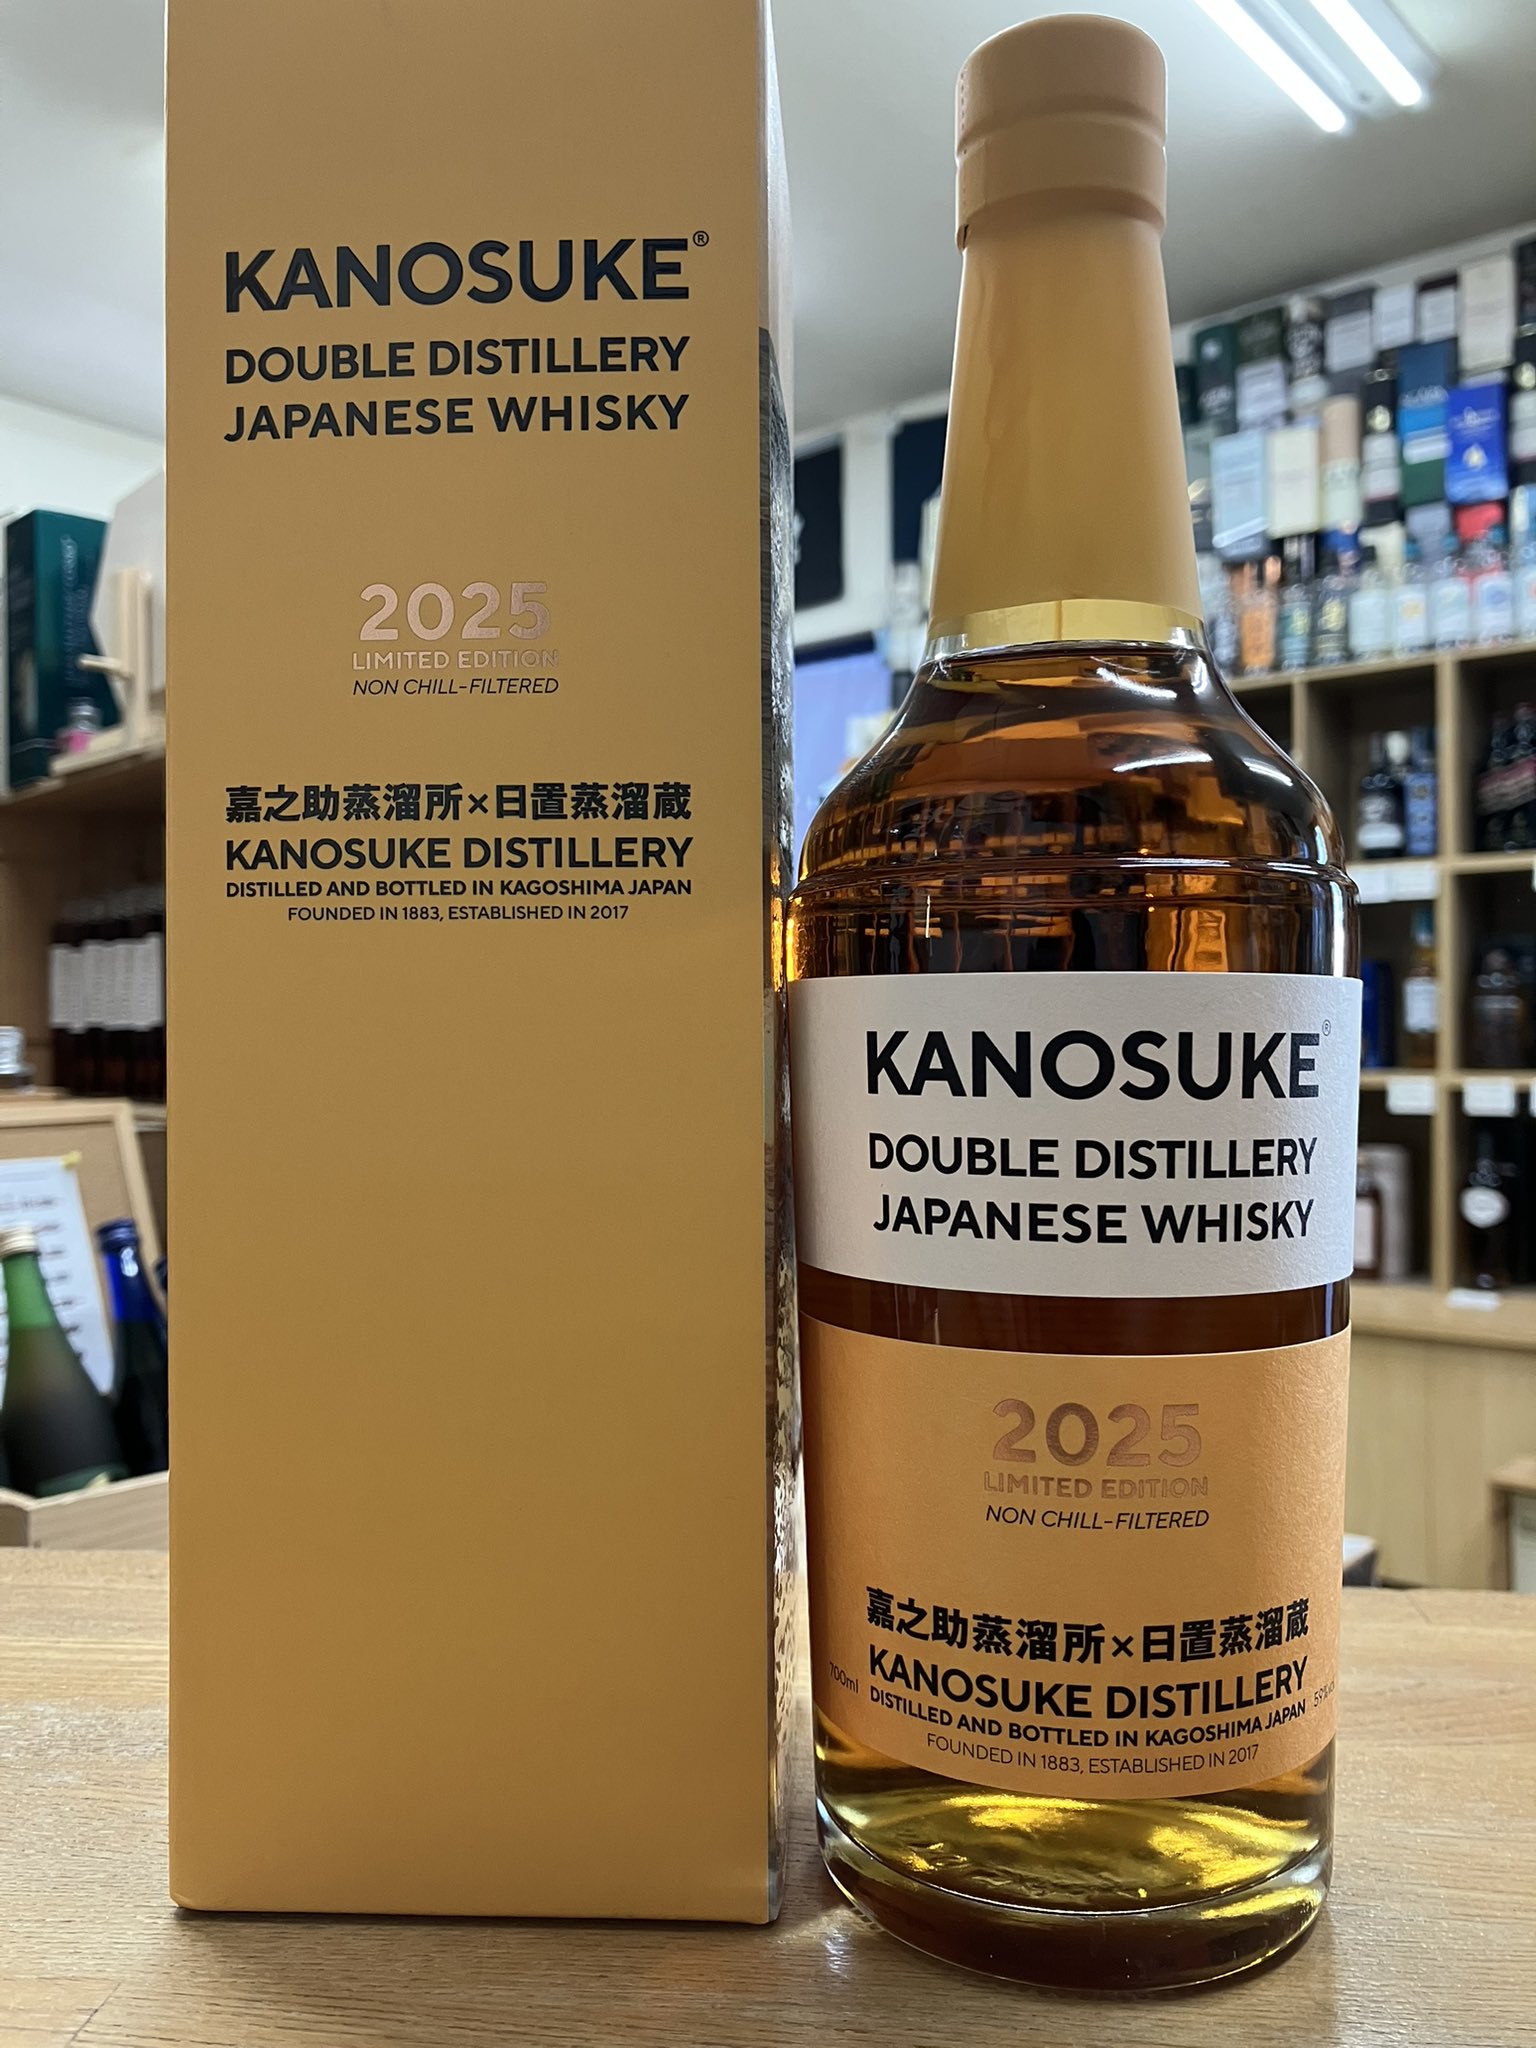 KANOSUKE®
DOUBLE DISTILLERY
JAPANESE WHISKY
2025
LIMITED EDITION
NON CHILL-FILTERED
嘉之助蒸溜所×日置蒸溜蔵
KANOSUKE DISTILLERY
DISTILLED AND BOTTLED IN KAGOSHIMA JAPAN
FOUNDED IN 1883, ESTABLISHED IN 2017
KANOSUKE®
DOUBLE DISTILLERY
JAPANESE WHISKY
2025
LIMITED EDITION
NON CHILL-FILTERED
嘉之助蒸溜所×日置蒸溜蔵
KANOSUKE DISTILLERY
700ml
59%
DISTILLED AND BOTTLED IN KAGOSHIMA JAPAN
FOUNDED IN 1883, ESTABLISHED IN 2017